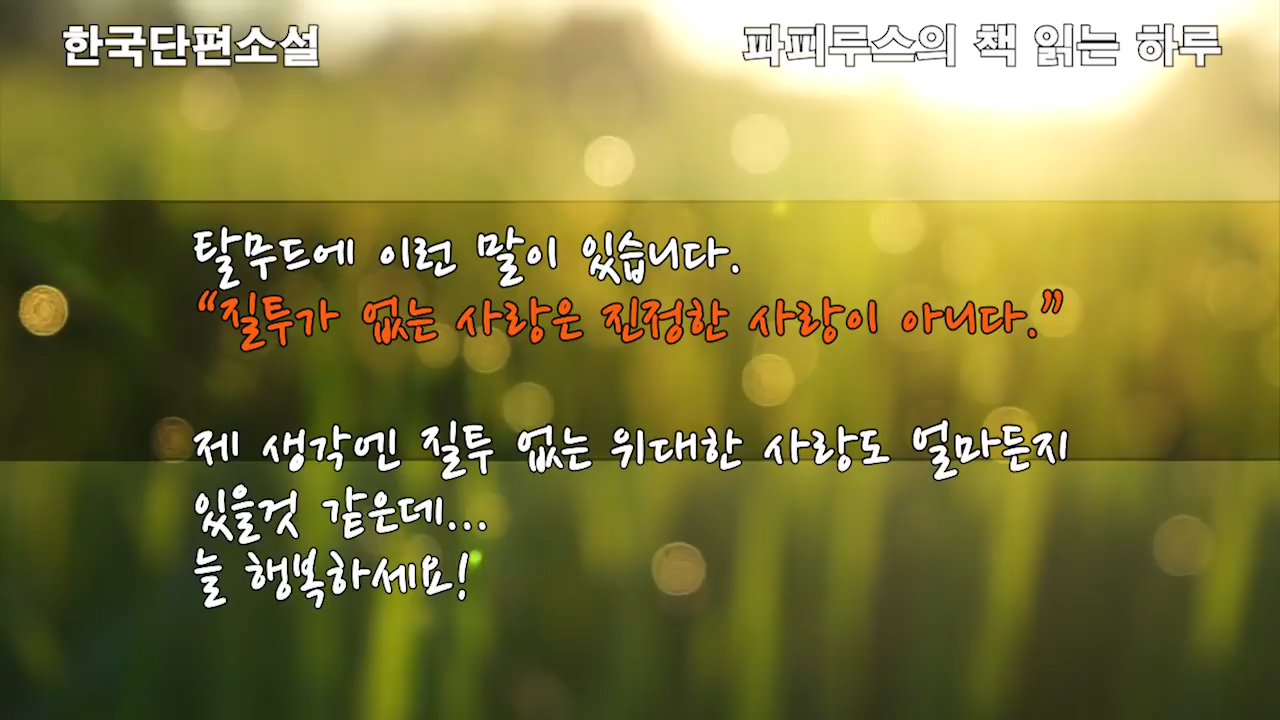 한국단편소설
파피루스의 책 읽는 하루
탈무드에 이런 말이 있습니다.
“질투가 없는 사랑은 진정한 사랑이 아니다.”
제 생각엔 질투 없는 위대한 사랑도 얼마든지
있을것 같은데...
늘 행복하세요!